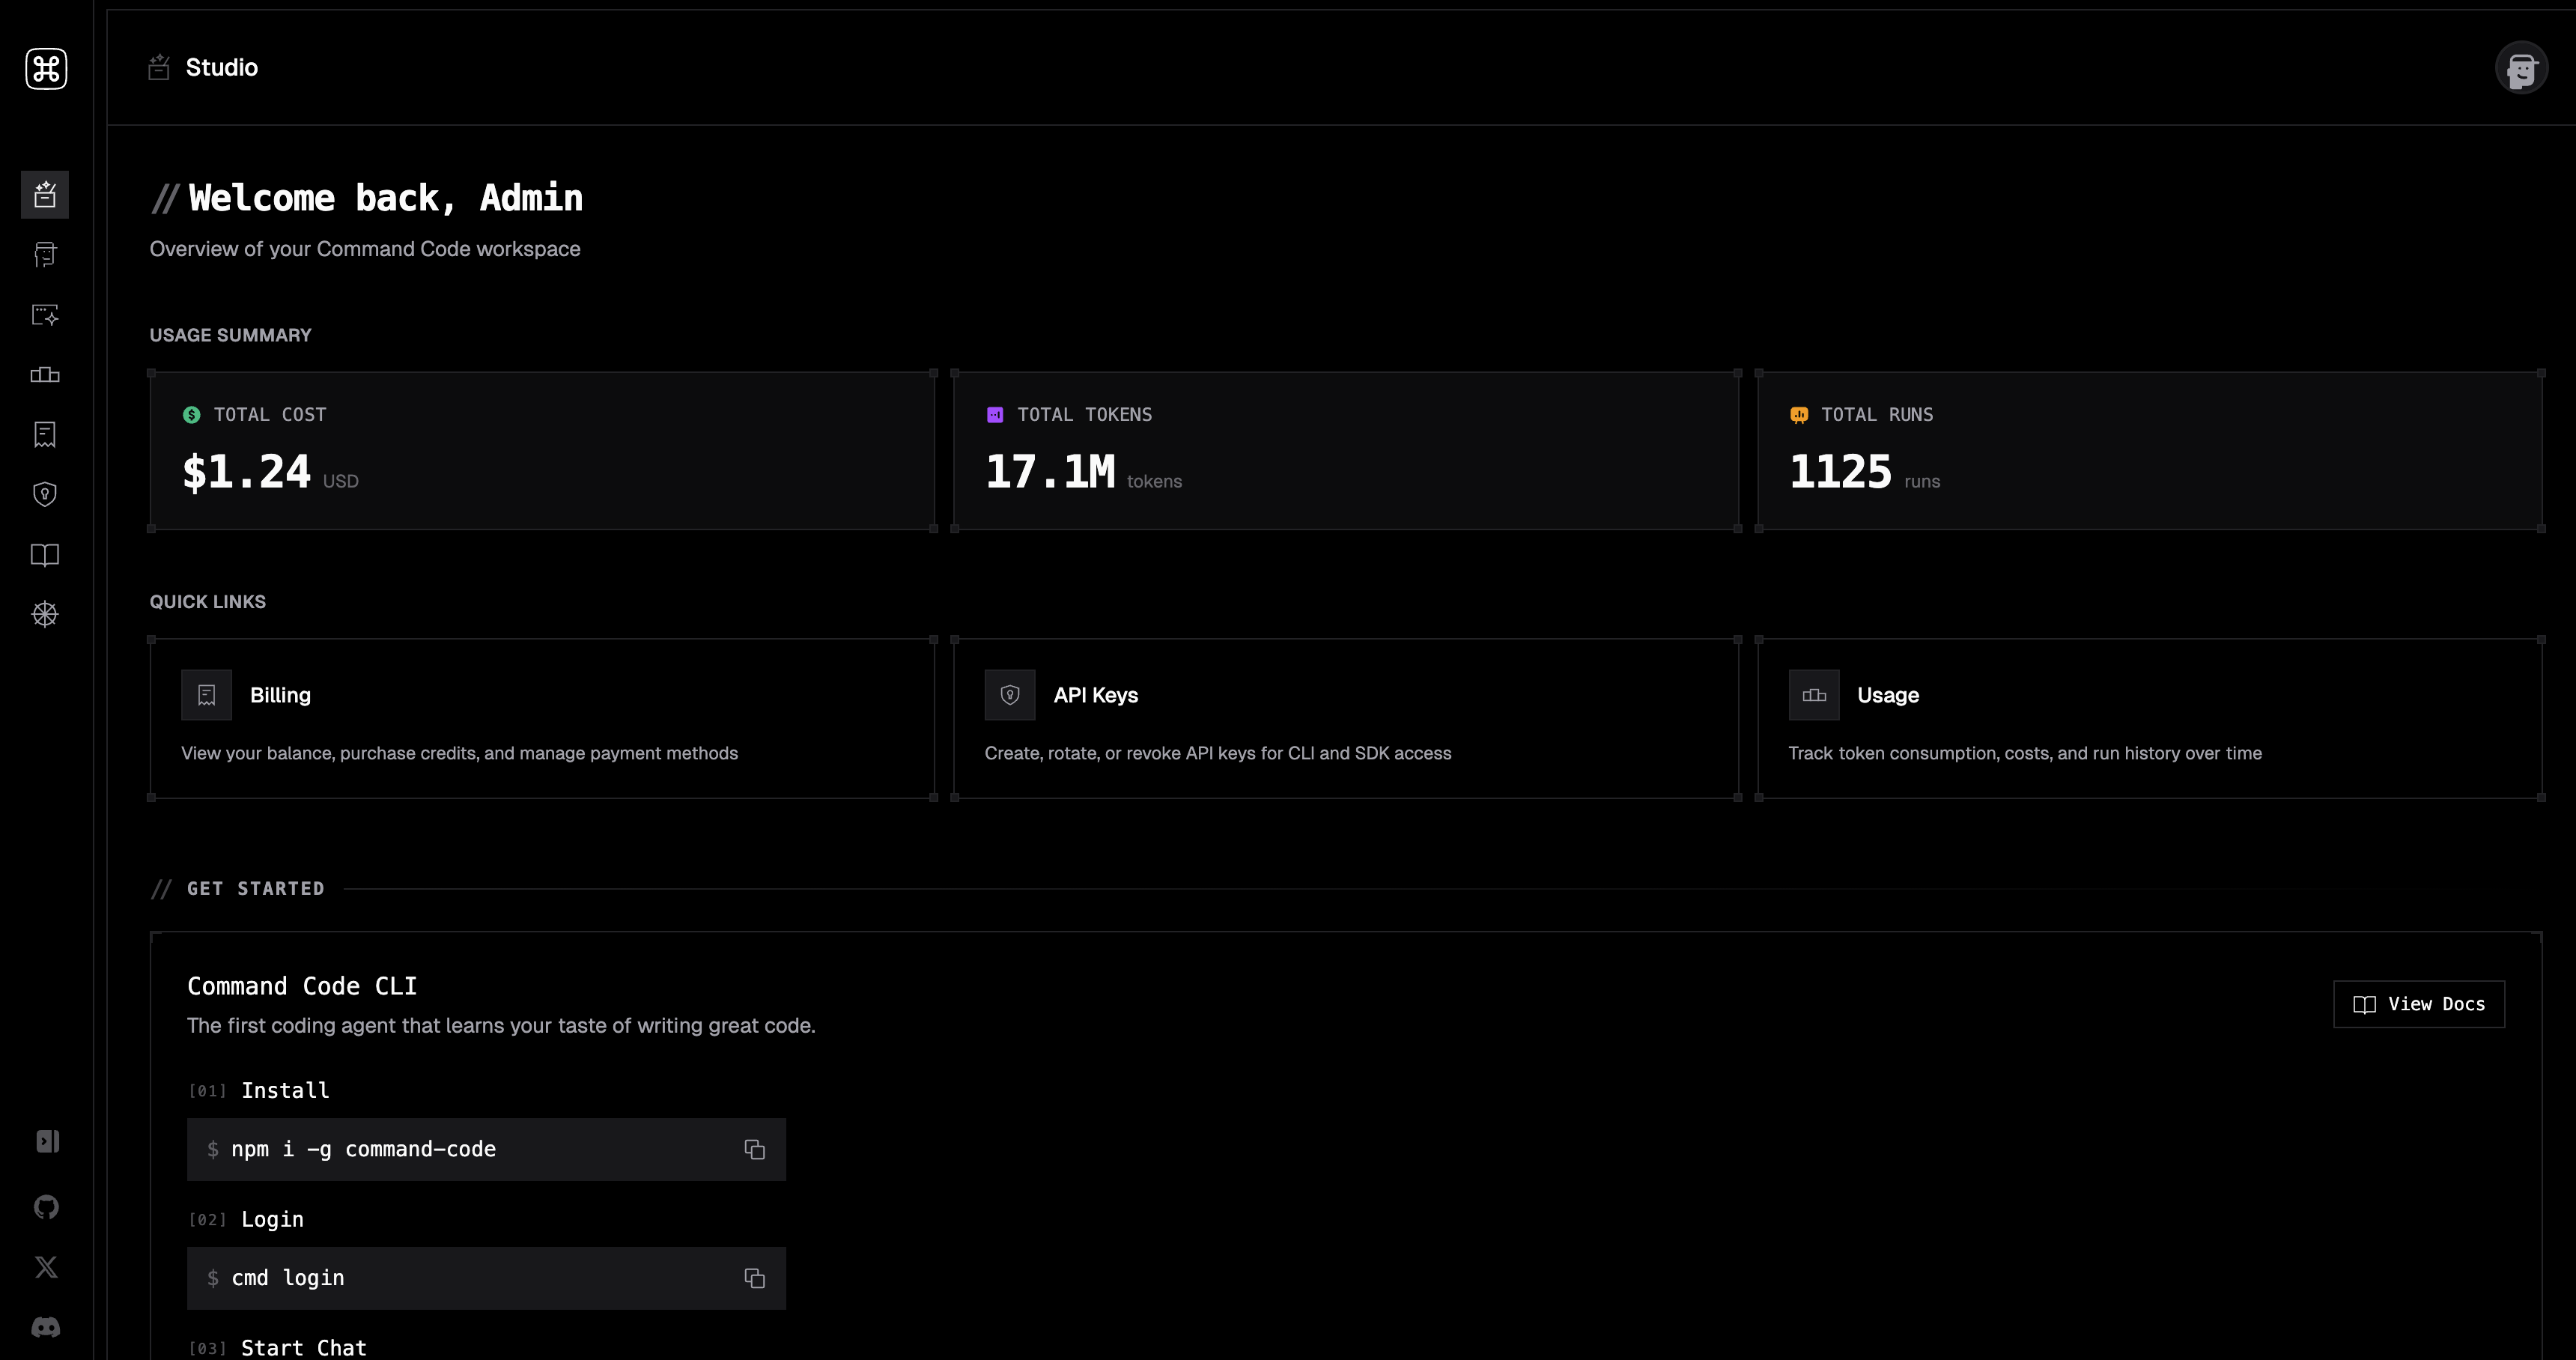 Studio
// Welcome back, Admin
Overview of your Command Code workspace
USAGE SUMMARY
TOTAL COST
$1.24 USD
TOTAL TOKENS
17.1M tokens
TOTAL RUNS
1125 runs
QUICK LINKS
Billing
View your balance, purchase credits, and manage payment methods
API Keys
Create, rotate, or revoke API keys for CLI and SDK access
Usage
Track token consumption, costs, and run history over time
// GET STARTED
Command Code CLI
The first coding agent that learns your taste of writing great code.
View Docs
[01] Install
$ npm i -g command-code
[02] Login
$ cmd login
[03] Start Chat